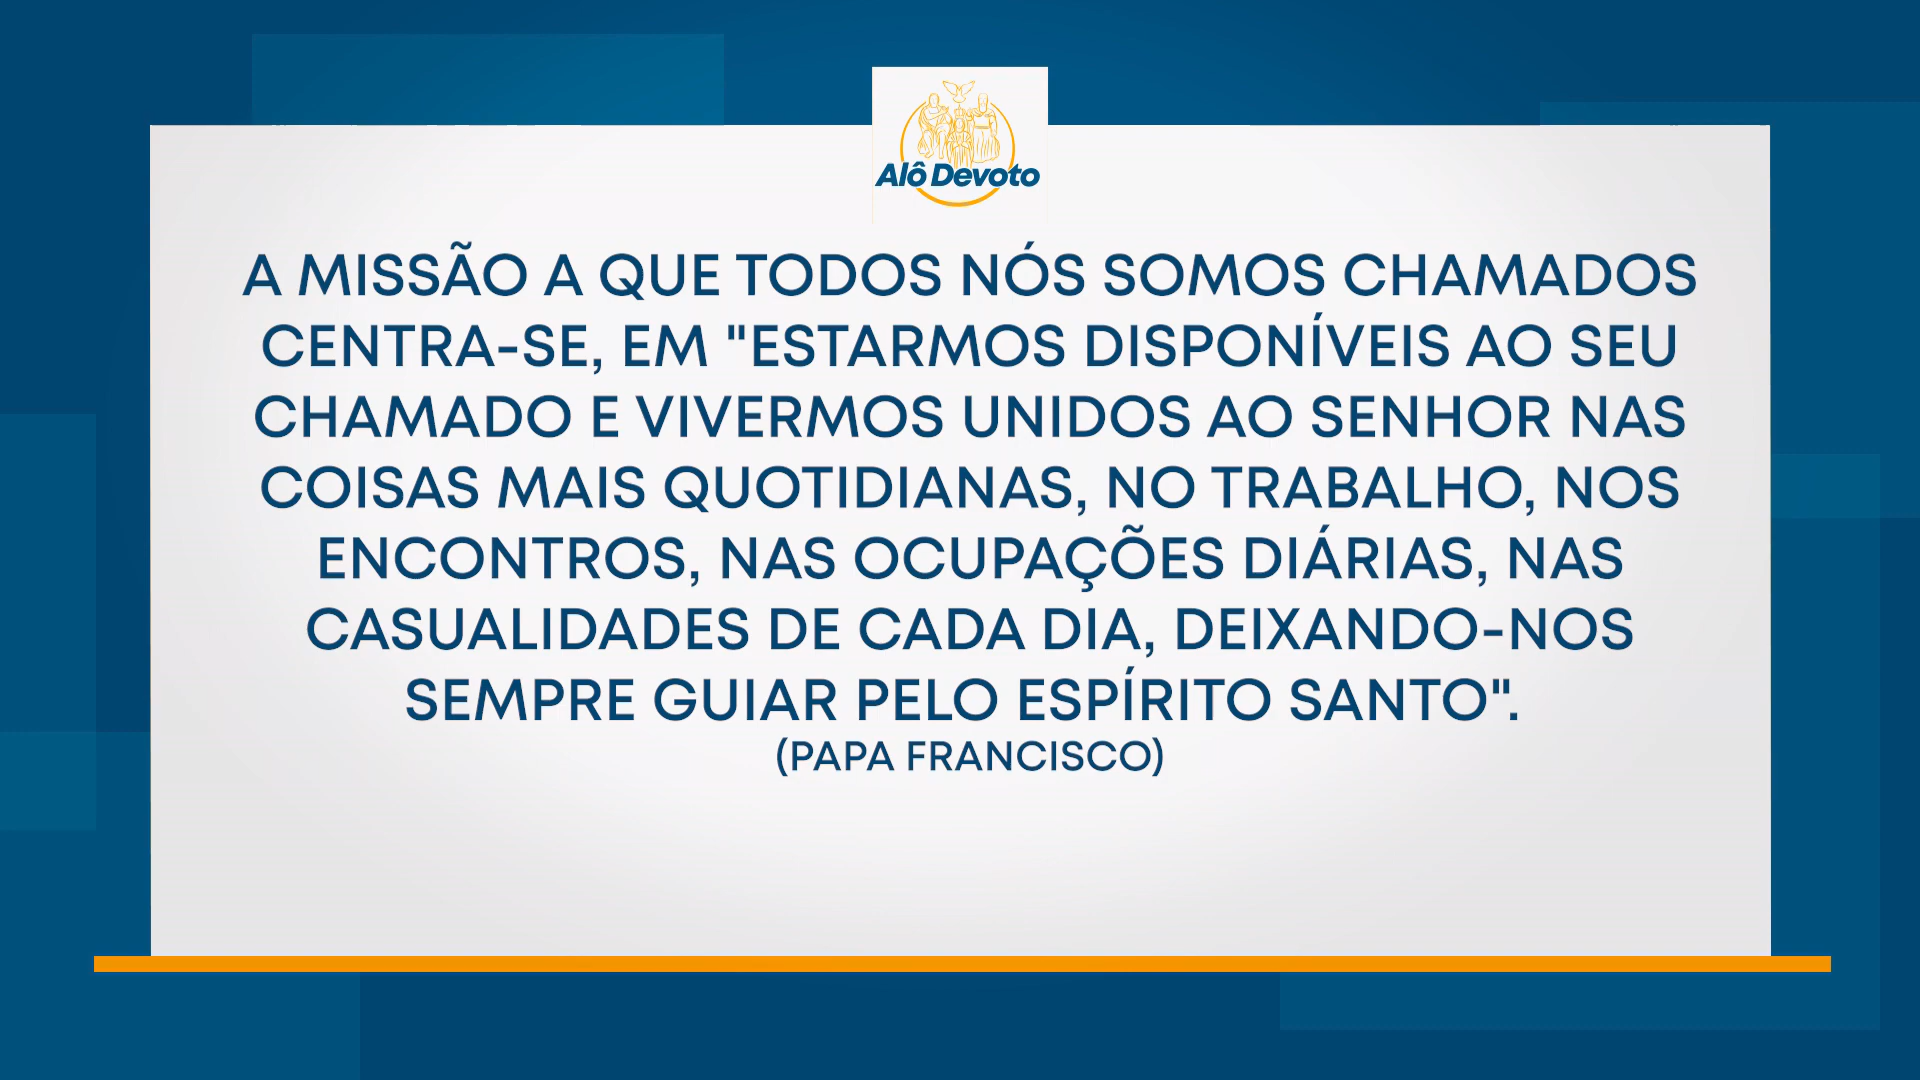 Alô Devoto
A MISSÃO A QUE TODOS NÓS SOMOS CHAMADOS
CENTRA-SE, EM "ESTARMOS DISPONÍVEIS AO SEU
CHAMADO E VIVERMOS UNIDOS AO SENHOR NAS
COISAS MAIS QUOTIDIANAS, NO TRABALHO, NOS
ENCONTROS, NAS OCUPAÇÕES DIÁRIAS, NAS
CASUALIDADES DE CADA DIA, DEIXANDO-NOS
SEMPRE GUIAR PELO ESPÍRITO SANTO".
(PAPA FRANCISCO)